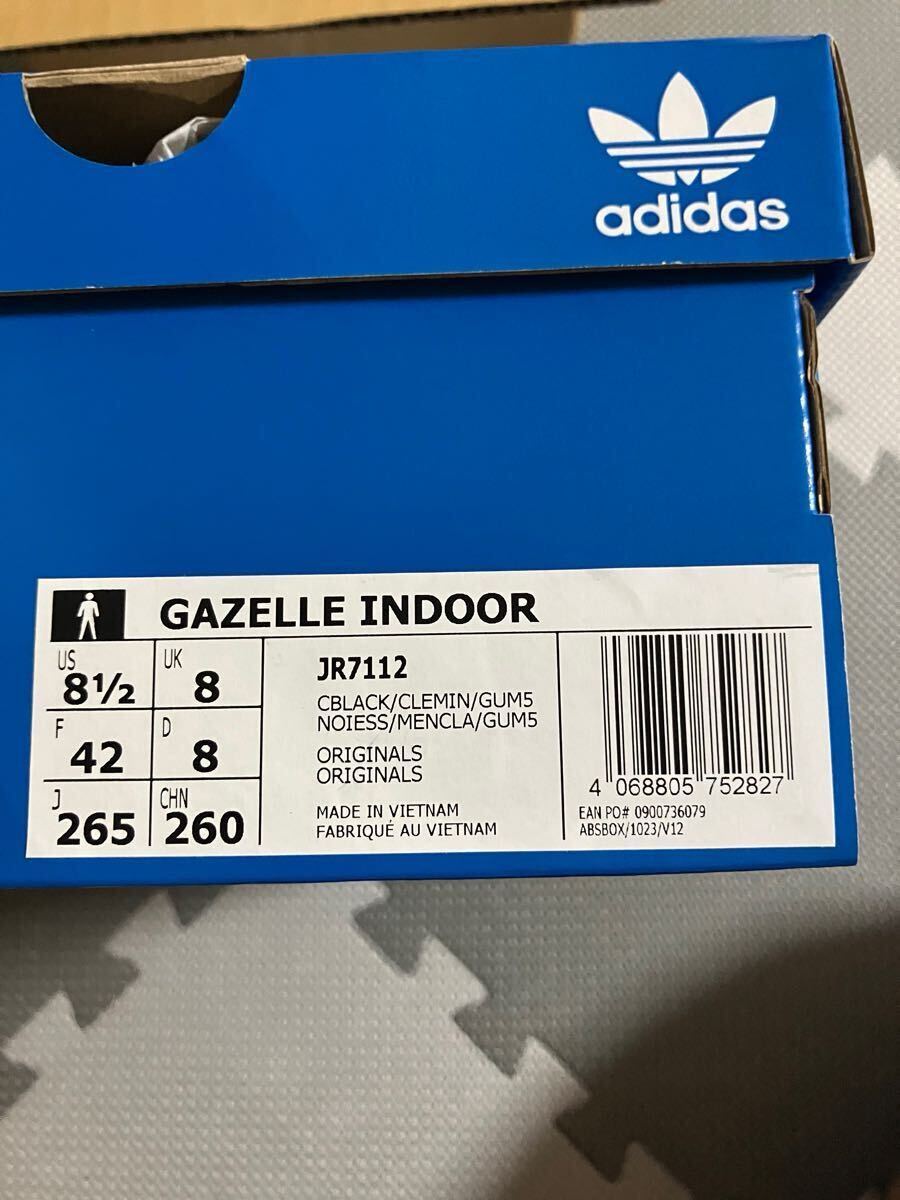 adidas
GAZELLE INDOOR
US
8½
UK
8
F
42
D
8
J
265
CHN
260
JR7112
CBLACK/CLEMIN/GUM5
NOIESS/MENCLA/GUM5
ORIGINALS
ORIGINALS
MADE IN VIETNAM
FABRIQUÉ AU VIETNAM
4 068805 752827
EAN PO# 0900736079
ABSBOX/1023/V12